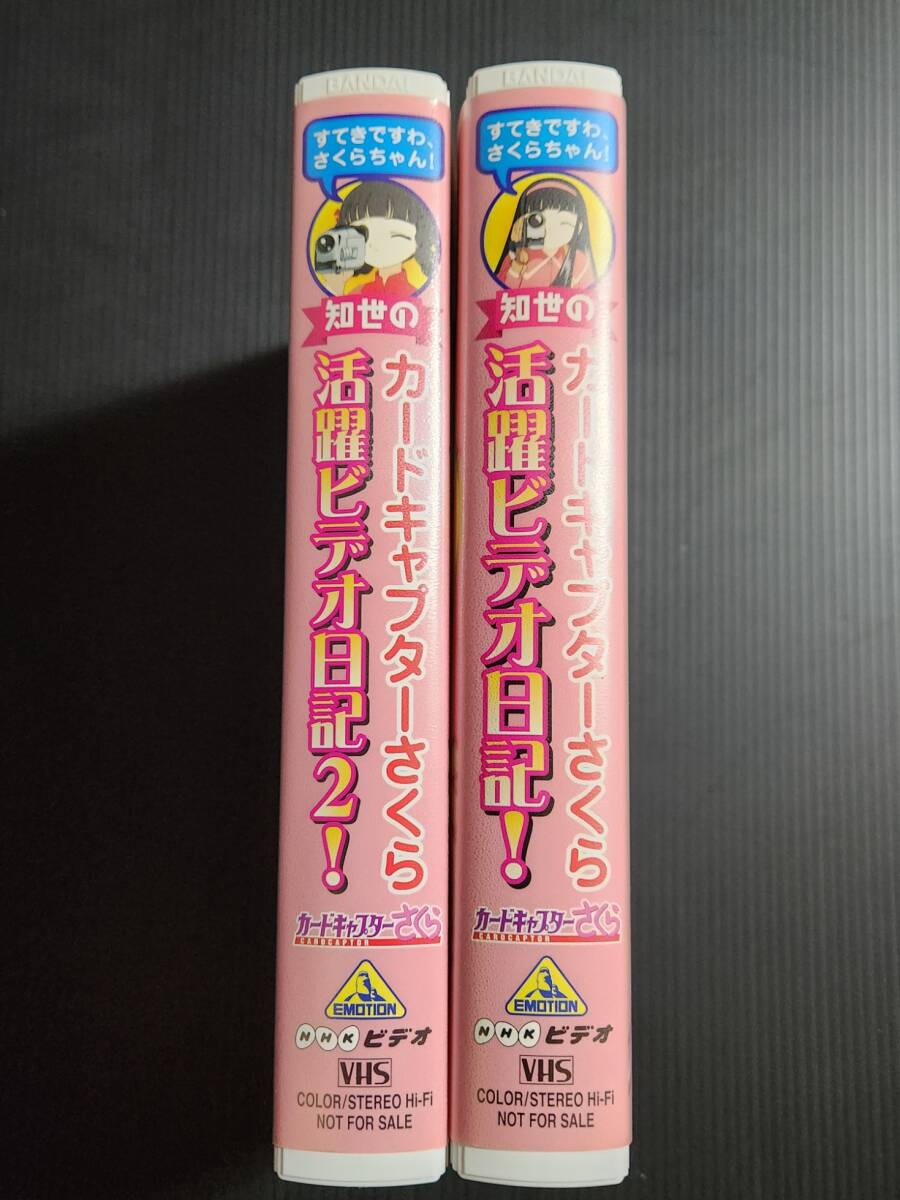 BANDAI
すてきですわ、
さくらちゃん!
知世の
カードキャプターさくら
活躍ビデオ日記2!
カードキャプターさくら
CARDCAPTOR
EMOTION
NHKビデオ
VHS
COLOR/STEREO Hi-Fi
NOT FOR SALE
BANDAI
すてきですわ、
さくらちゃん!
知世の
カードキャプターさくら
活躍ビデオ日記!
カードキャプターさくら
CARDCAPTOR
EMOTION
NHKビデオ
VHS
COLOR/STEREO Hi-Fi
NOT FOR SALE